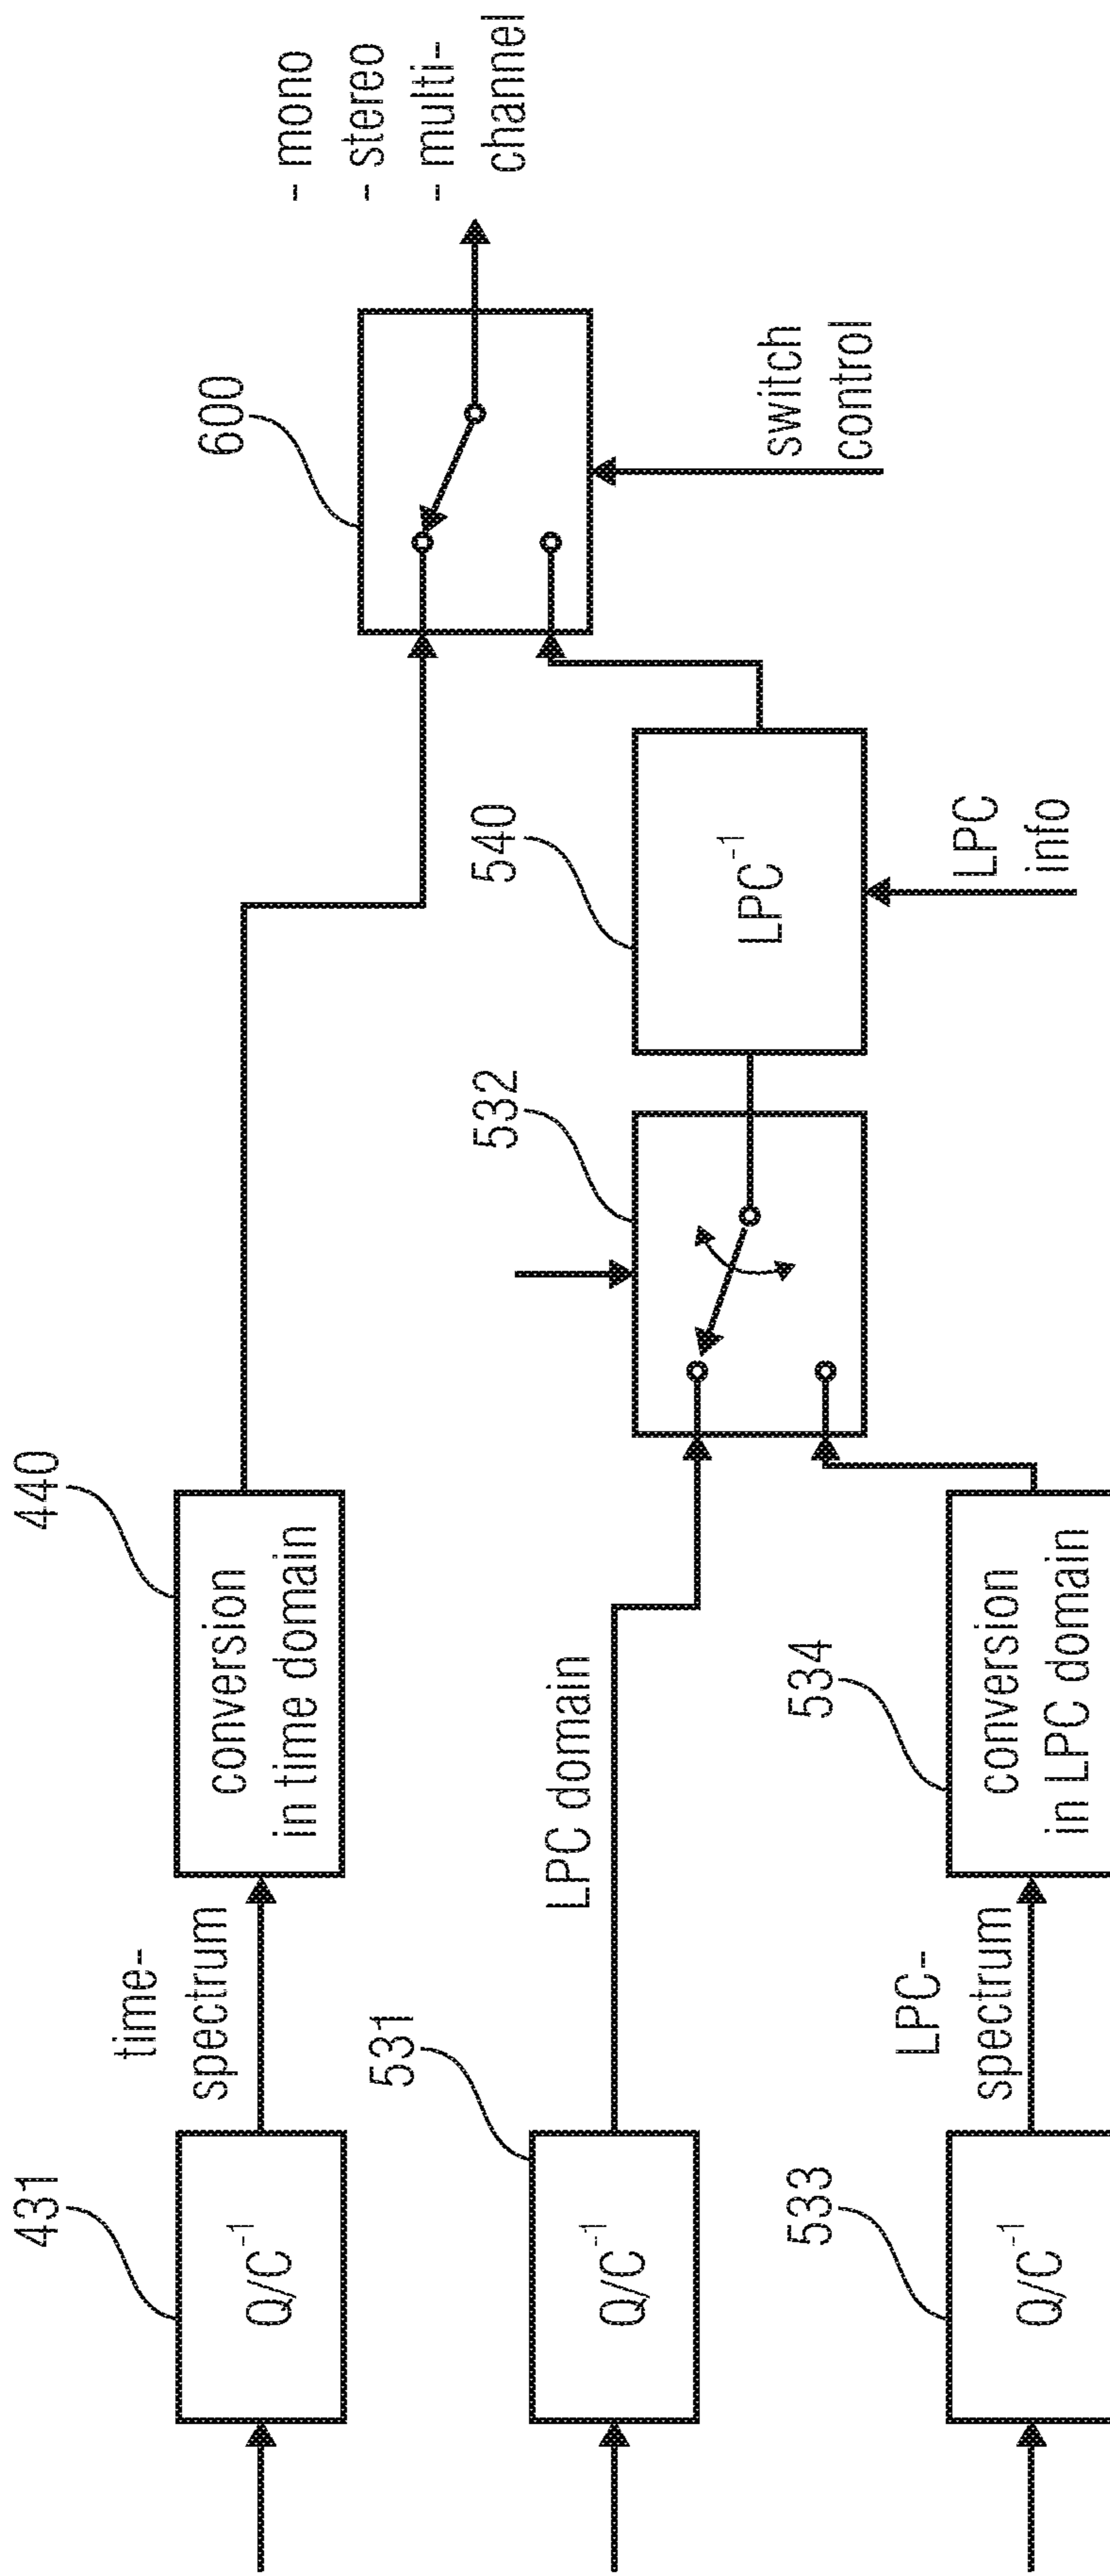 431
Q/C⁻¹
time-
spectrum
440
conversion
in time domain
600
- mono
- stereo
- multi-
channel
switch
control
531
Q/C⁻¹
LPC domain
532
540
LPC⁻¹
LPC
info
533
Q/C⁻¹
LPC-
spectrum
534
conversion
in LPC domain